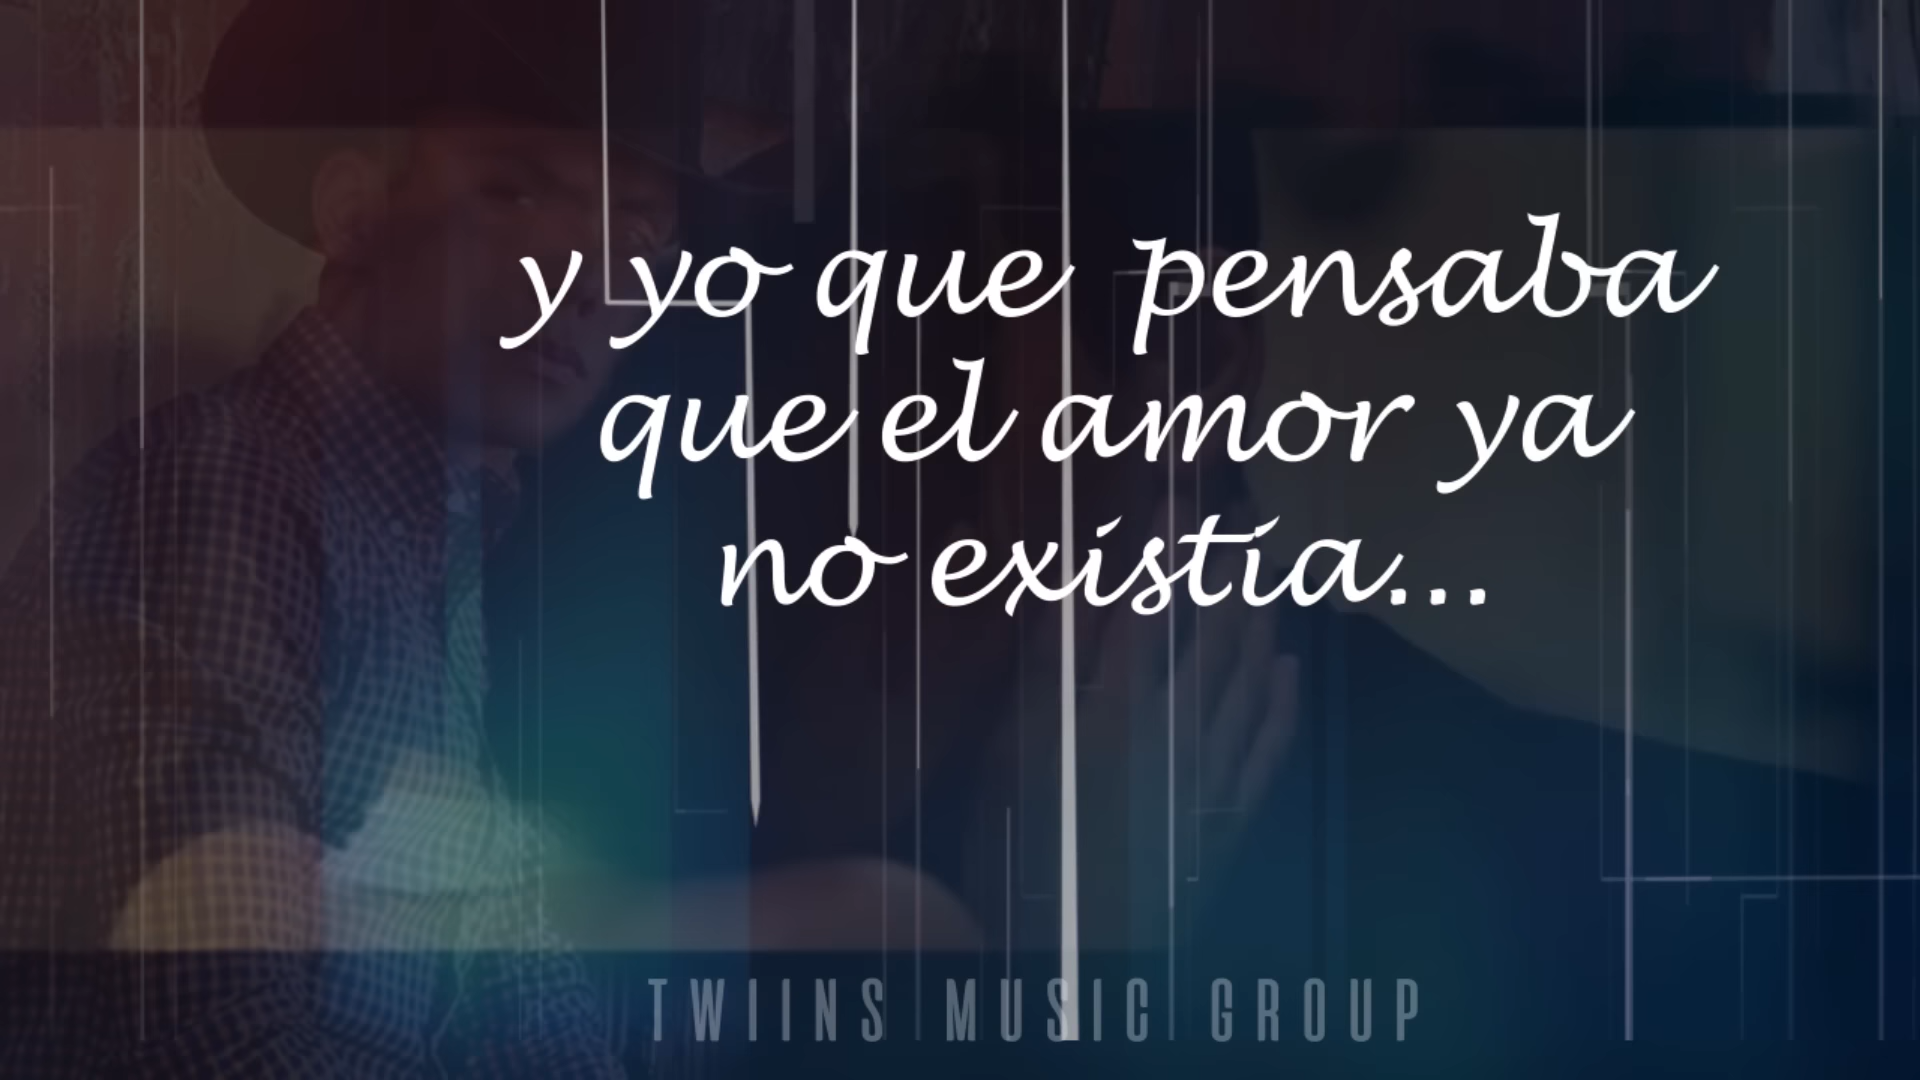 y yo que pensaba
que el amor ya
no existía...
TWIINS MUSIC GROUP